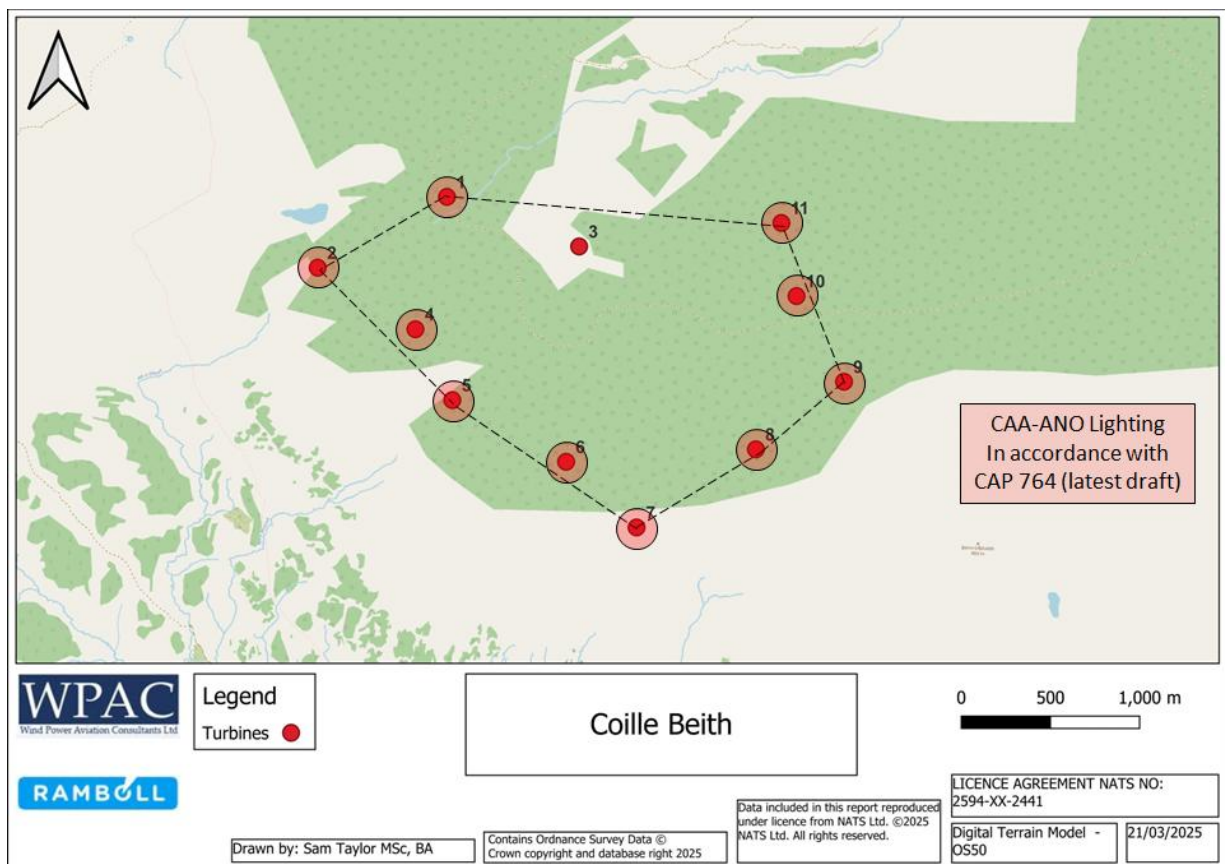 1
11
3
2
10
4
9
5
8
6
7
CAA-ANO Lighting
In accordance with
CAP 764 (latest draft)
WPAC
Wind Power Aviation Consultants Ltd
RAMBOLL
Legend
Turbines
Coille Beith
0 500 1,000 m
Data included in this report reproduced
under licence from NATS Ltd. ©2025
NATS Ltd. All rights reserved.
LICENCE AGREEMENT NATS NO:
2594-XX-2441
Drawn by: Sam Taylor MSc, BA
Contains Ordnance Survey Data ©
Crown copyright and database right 2025
Digital Terrain Model -
OS50
21/03/2025